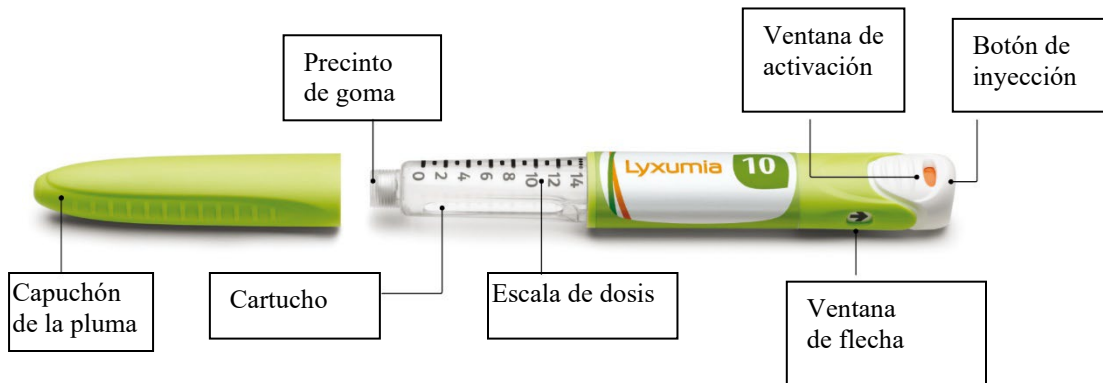 Precinto
de goma
Ventana de
activación
Botón de
inyección
0 2 4 6 8 10 12 14
Lyxumia 10
Capuchón
de la pluma
Cartucho
Escala de dosis
Ventana
de flecha